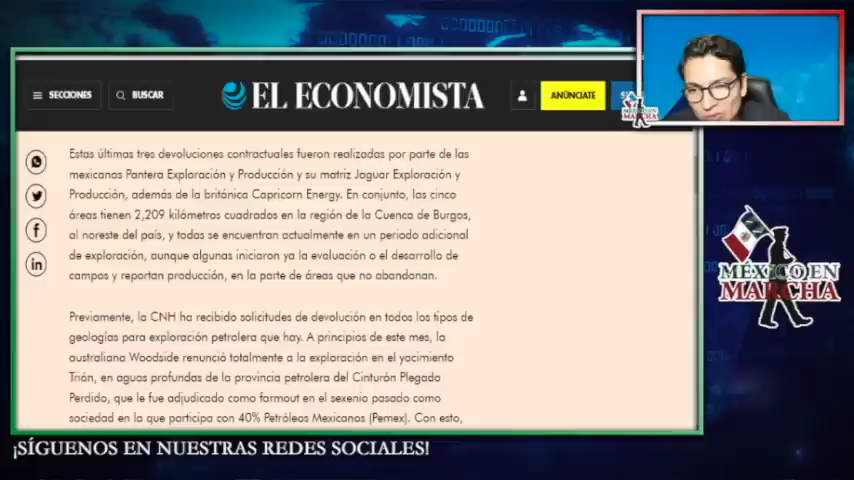 SECCIONES
BUSCAR
EL ECONOMISTA
ANÚNCIATE
MÉXICO EN
MARCHA
Estas últimas tres devoluciones contractuales fueron realizadas por parte de las
mexicanas Pantera Exploración y Producción y su matriz Jaguar Exploración y
Producción, además de la británica Capricorn Energy. En conjunto, las cinco
áreas tienen 2,209 kilómetros cuadrados en la región de la Cuenca de Burgos,
al noreste del país, y todas se encuentran actualmente en un periodo adicional
de exploración, aunque algunas iniciaron ya la evaluación o el desarrollo de
campos y reportan producción, en la parte de áreas que no abandonan.
Previamente, la CNH ha recibido solicitudes de devolución en todos los tipos de
geologías para exploración petrolera que hay. A principios de este mes, la
australiana Woodside renunció totalmente a la exploración en el yacimiento
Trión, en aguas profundas de la provincia petrolera del Cinturón Plegado
Perdido, que le fue adjudicado como farmout en el sexenio pasado como
sociedad en la que participa con 40% Petróleos Mexicanos (Pemex). Con esto,
MÉXICO EN
MARCHA
¡SÍGUENOS EN NUESTRAS REDES SOCIALES!